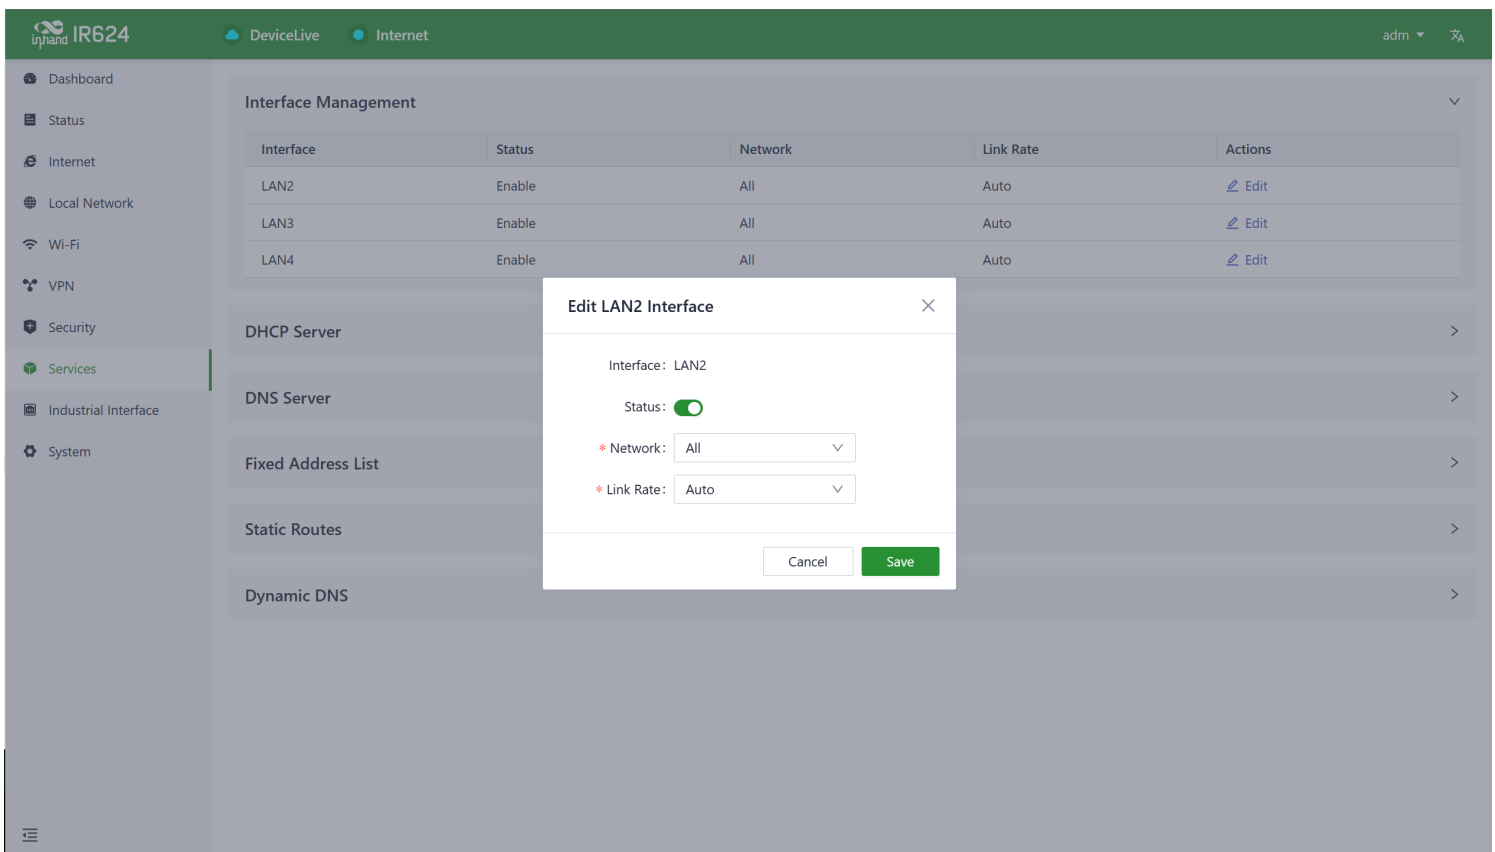 inhand IR624
DeviceLive Internet
adm
Dashboard
Status
Internet
Local Network
Wi-Fi
VPN
Security
Services
Industrial Interface
System
Interface Management
Interface Status Network Link Rate Actions
LAN2 Enable All Auto Edit
LAN3 Enable All Auto Edit
LAN4 Enable All Auto Edit
DHCP Server
DNS Server
Fixed Address List
Static Routes
Dynamic DNS
Edit LAN2 Interface
Interface: LAN2
Status:
* Network: All
* Link Rate: Auto
Cancel Save